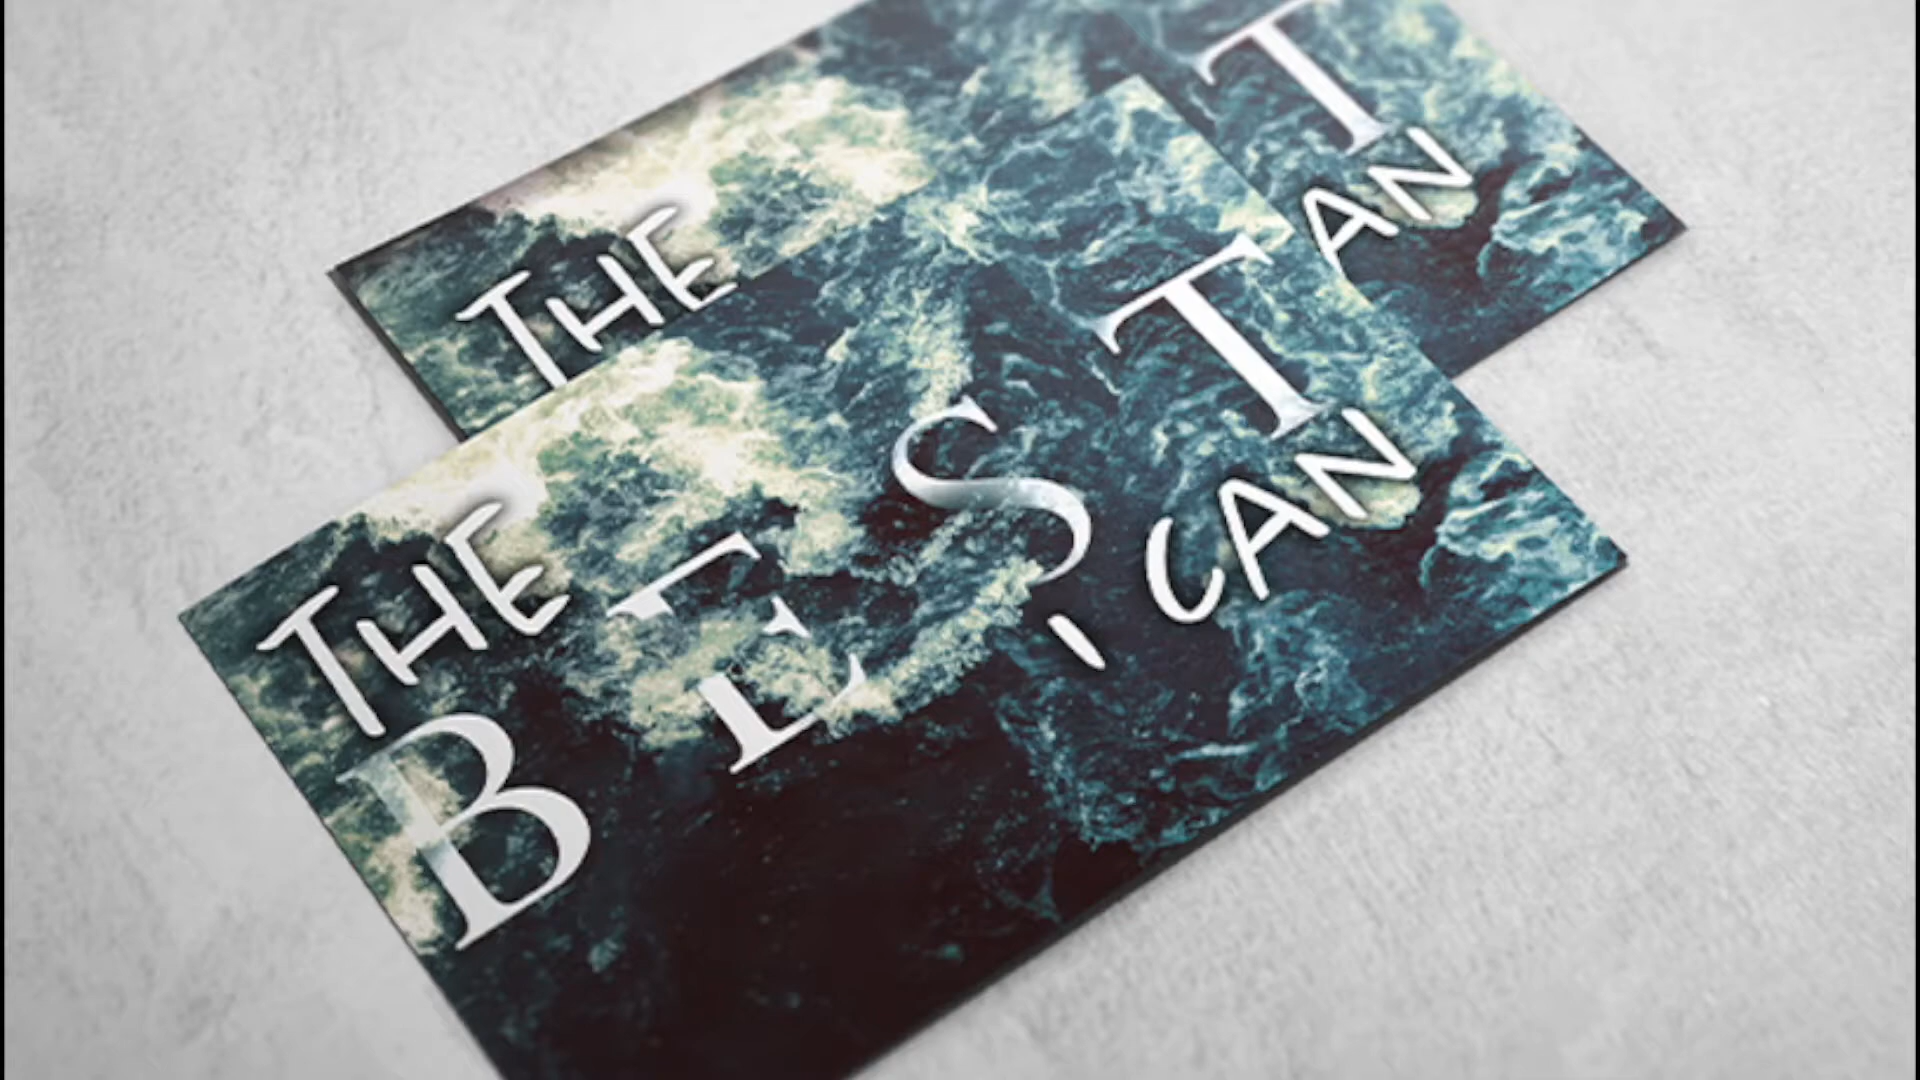 THE
T
AN
THE
BEST
I CAN